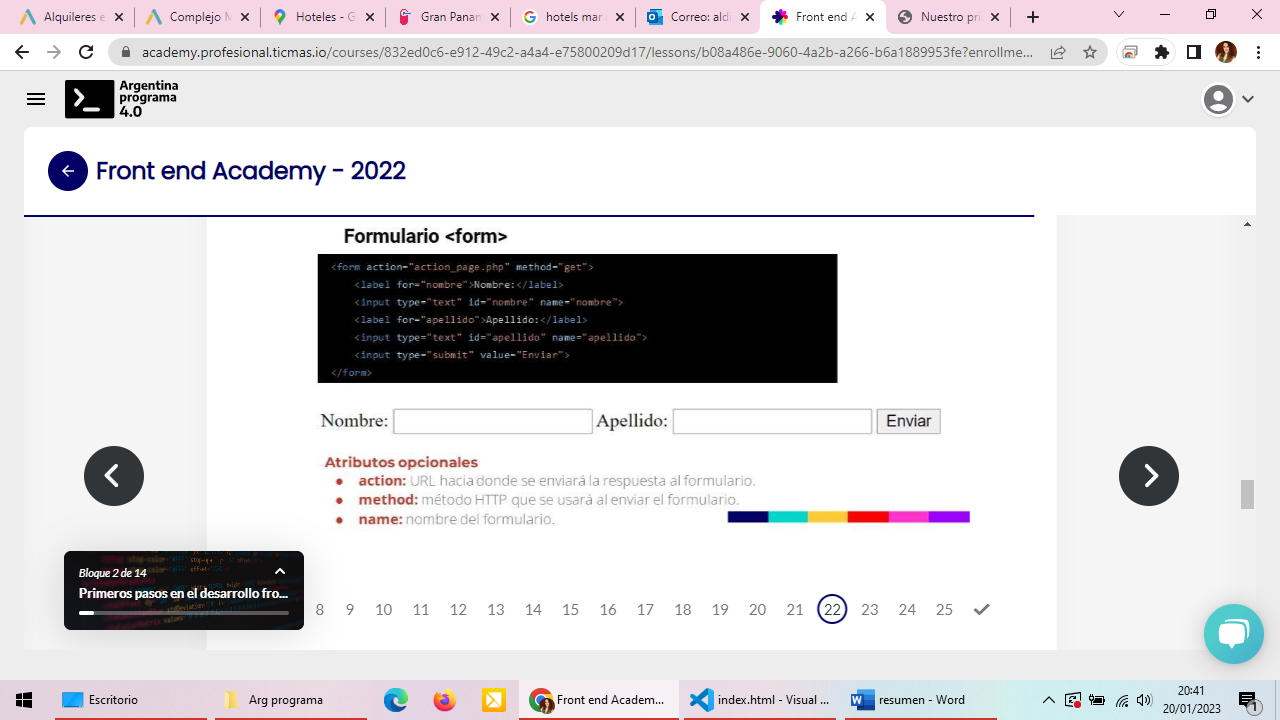 Alquileres e
Complejo M
Hoteles - G
Gran Panam
hotels mar
Correo: aldi
Front end A
Nuestro pri
academy.profesional.ticmas.io/courses/832ed0c6-e912-49c2-a4a4-e75800209d17/lessons/b03a486e-9060-4a2b-a266-b6a1889953fe?enrollme...
Argentina
programa
4.0
Front end Academy - 2022
Formulario <form>
<form action="action_page.php" method="get">
<label for="nombre">Nombre:</label>
<input type="text" id="nombre" name="nombre">
<label for="apellido">Apellido:</label>
<input type="text" id="apellido" name="apellido">
<input type="submit" value="Enviar">
</form>
Nombre: Apellido: Enviar
Atributos opcionales
• action: URL hacia donde se enviará la respuesta al formulario.
• method: método HTTP que se usará al enviar el formulario.
• name: nombre del formulario.
Bloque 2 de 14
Primeros pasos en el desarrollo fro...
8 9 10 11 12 13 14 15 16 17 18 19 20 21 22 23 24 25
Escritorio
Arg programa
Front end Academ...
index.html - Visual ...
resumen - Word
20:41
20/01/2023
1